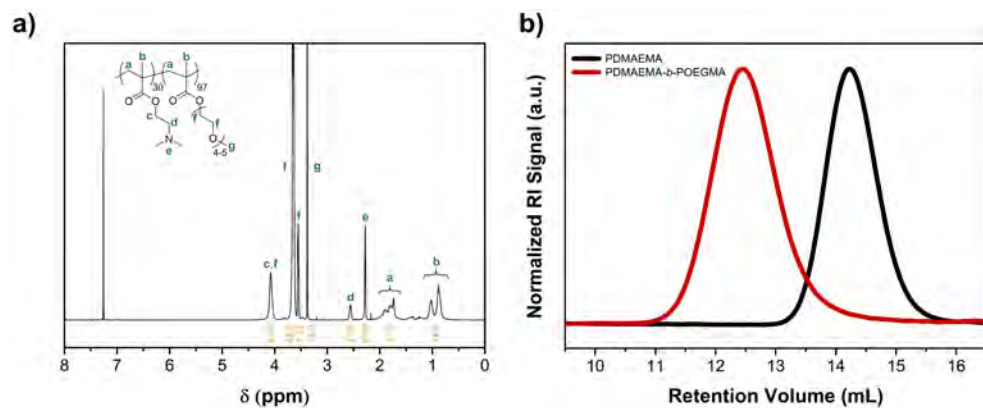 a)
a
b
a
b
30
97
O
O
O
O
c
d
f'
f
N
e
O
4-5
g
f
f
g
c,f'
d
e
a
b
8 7 6 5 4 3 2 1 0
δ (ppm)
b)
PDMAEMA
PDMAEMA-b-POEGMA
Normalized RI Signal (a.u.)
10 11 12 13 14 15 16
Retention Volume (mL)